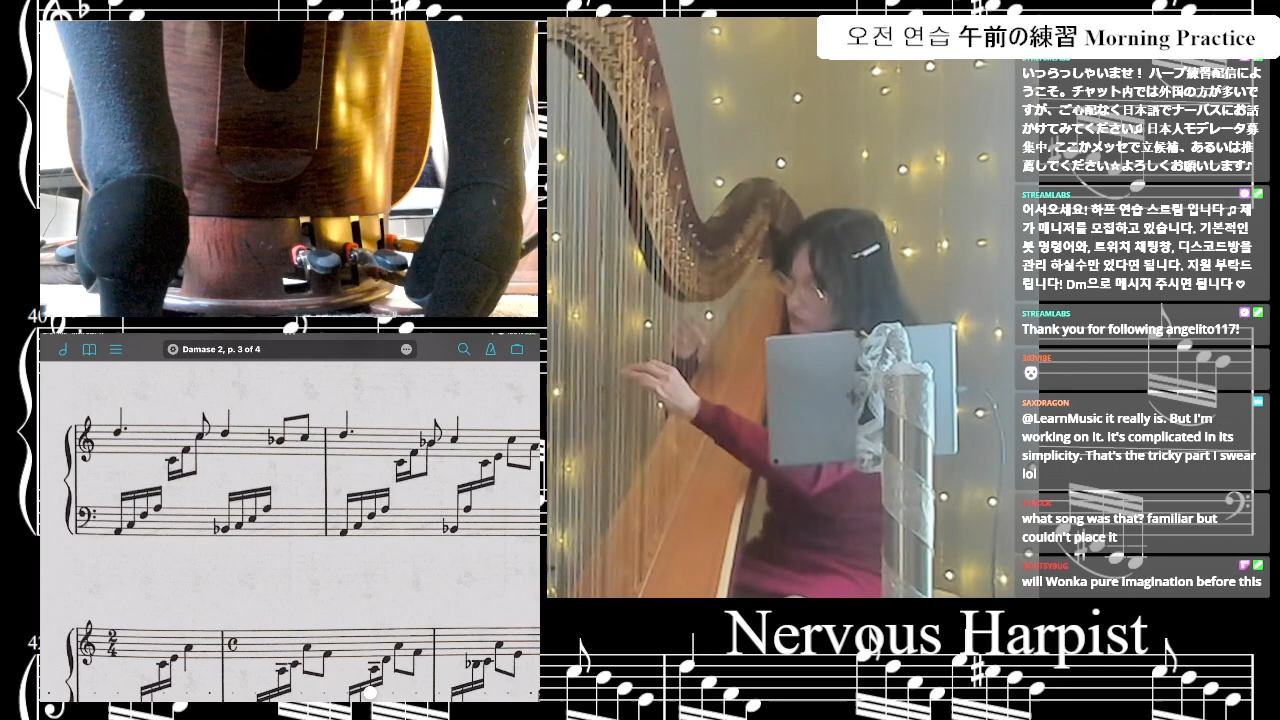 오전 연습 午前の練習 Morning Practice
STREAMLABS
いっらっしゃいませ！ ハープ練習配信によ
うこそ。チャット内では外国の方が多いで
すが、ご心配なく日本語でナーバスにお話
かけてみてください♫ 日本人モデレータ募
集中。ここかメッセで立候補、あるいは推
薦してください☆よろしくお願いします♪
STREAMLABS
어서오세요! 하프 연습 스트림 입니다 ♫ 제
가 매니저를 모집하고 있습니다. 기본적인
봇 명령어와, 트위치 채팅창, 디스코드방을
관리 하실수만 있다면 됩니다. 지원 부탁드
립니다! Dm으로 메시지 주시면 됩니다 ♡
STREAMLABS
Thank you for following angelito117!
SAXDRAGON
@LearnMusic it really is. But I'm
working on it. It's complicated in its
simplicity. That's the tricky part I swear
lol
what song was that? familiar but
couldn't place it
will Wonka pure imagination before this
Damase 2, p. 3 of 4
Nervous Harpist